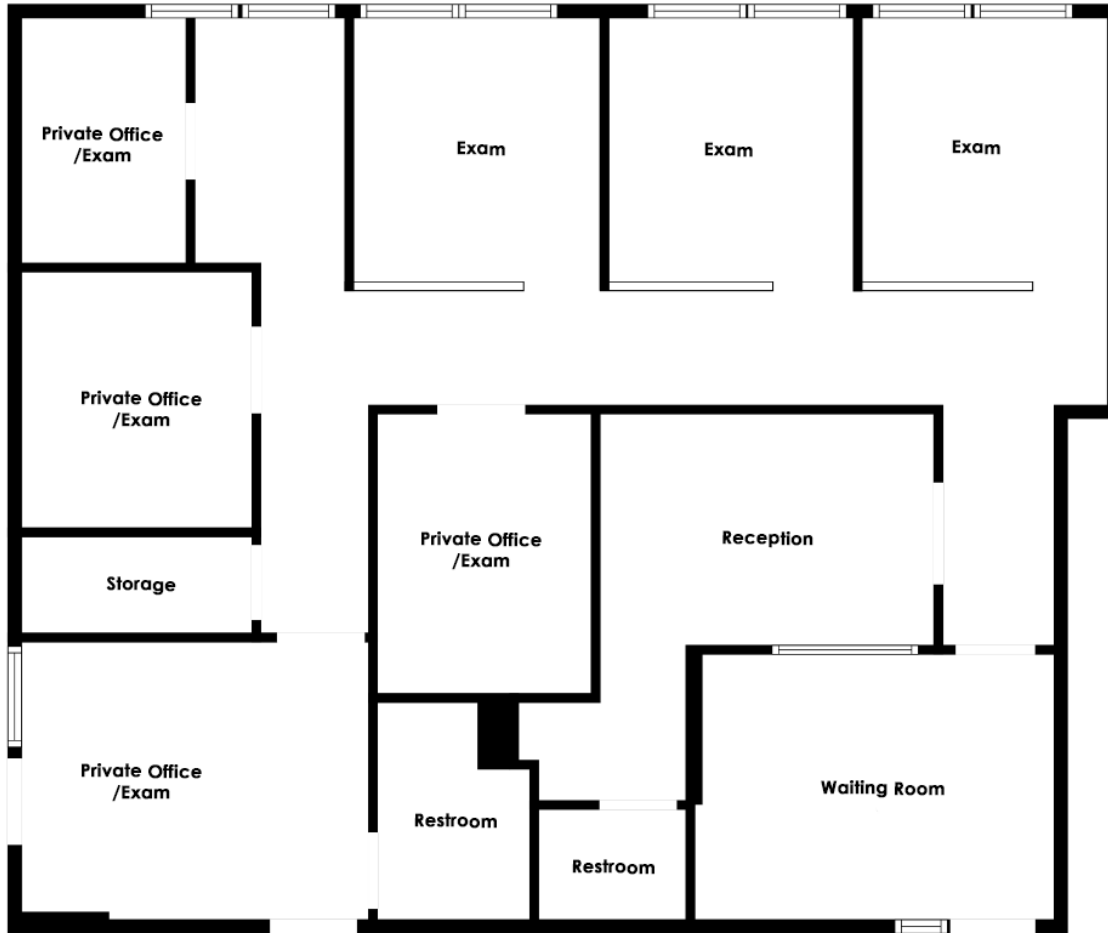 Private Office
/Exam
Exam
Exam
Exam
Private Office
/Exam
Private Office
/Exam
Reception
Storage
Private Office
/Exam
Restroom
Restroom
Waiting Room